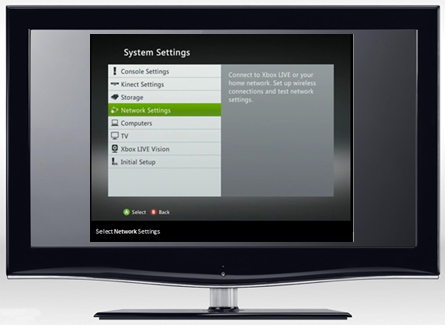 System Settings
Console Settings
Kinect Settings
Storage
Network Settings
Computers
TV
Xbox LIVE Vision
Initial Setup
Connect to Xbox LIVE or your
home network. Set up wireless
connections and test network
settings.
A Select B Back
Select Network Settings